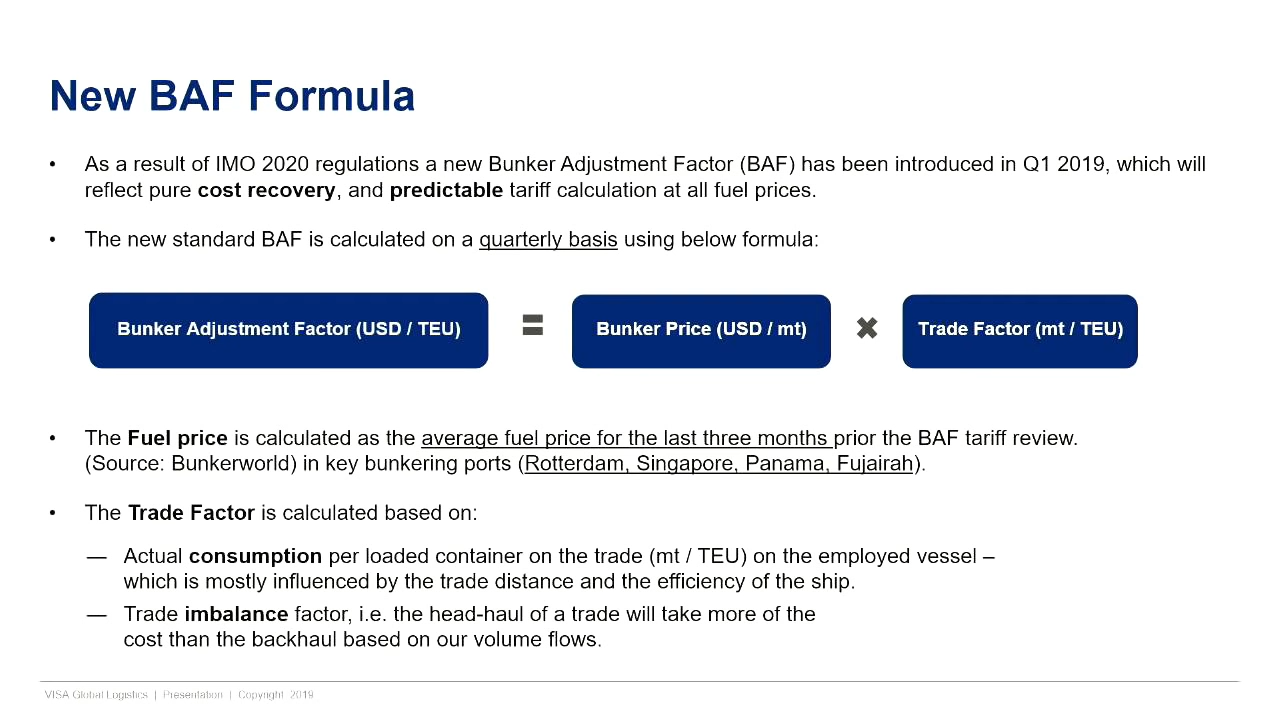 New BAF Formula
• As a result of IMO 2020 regulations a new Bunker Adjustment Factor (BAF) has been introduced in Q1 2019, which will
reflect pure cost recovery, and predictable tariff calculation at all fuel prices.
• The new standard BAF is calculated on a quarterly basis using below formula:
Bunker Adjustment Factor (USD / TEU) = Bunker Price (USD / mt) × Trade Factor (mt / TEU)
• The Fuel price is calculated as the average fuel price for the last three months prior the BAF tariff review.
(Source: Bunkerworld) in key bunkering ports (Rotterdam, Singapore, Panama, Fujairah).
• The Trade Factor is calculated based on:
— Actual consumption per loaded container on the trade (mt / TEU) on the employed vessel –
which is mostly influenced by the trade distance and the efficiency of the ship.
— Trade imbalance factor, i.e. the head-haul of a trade will take more of the
cost than the backhaul based on our volume flows.
VISA Global Logistics | Presentation | Copyright 2019